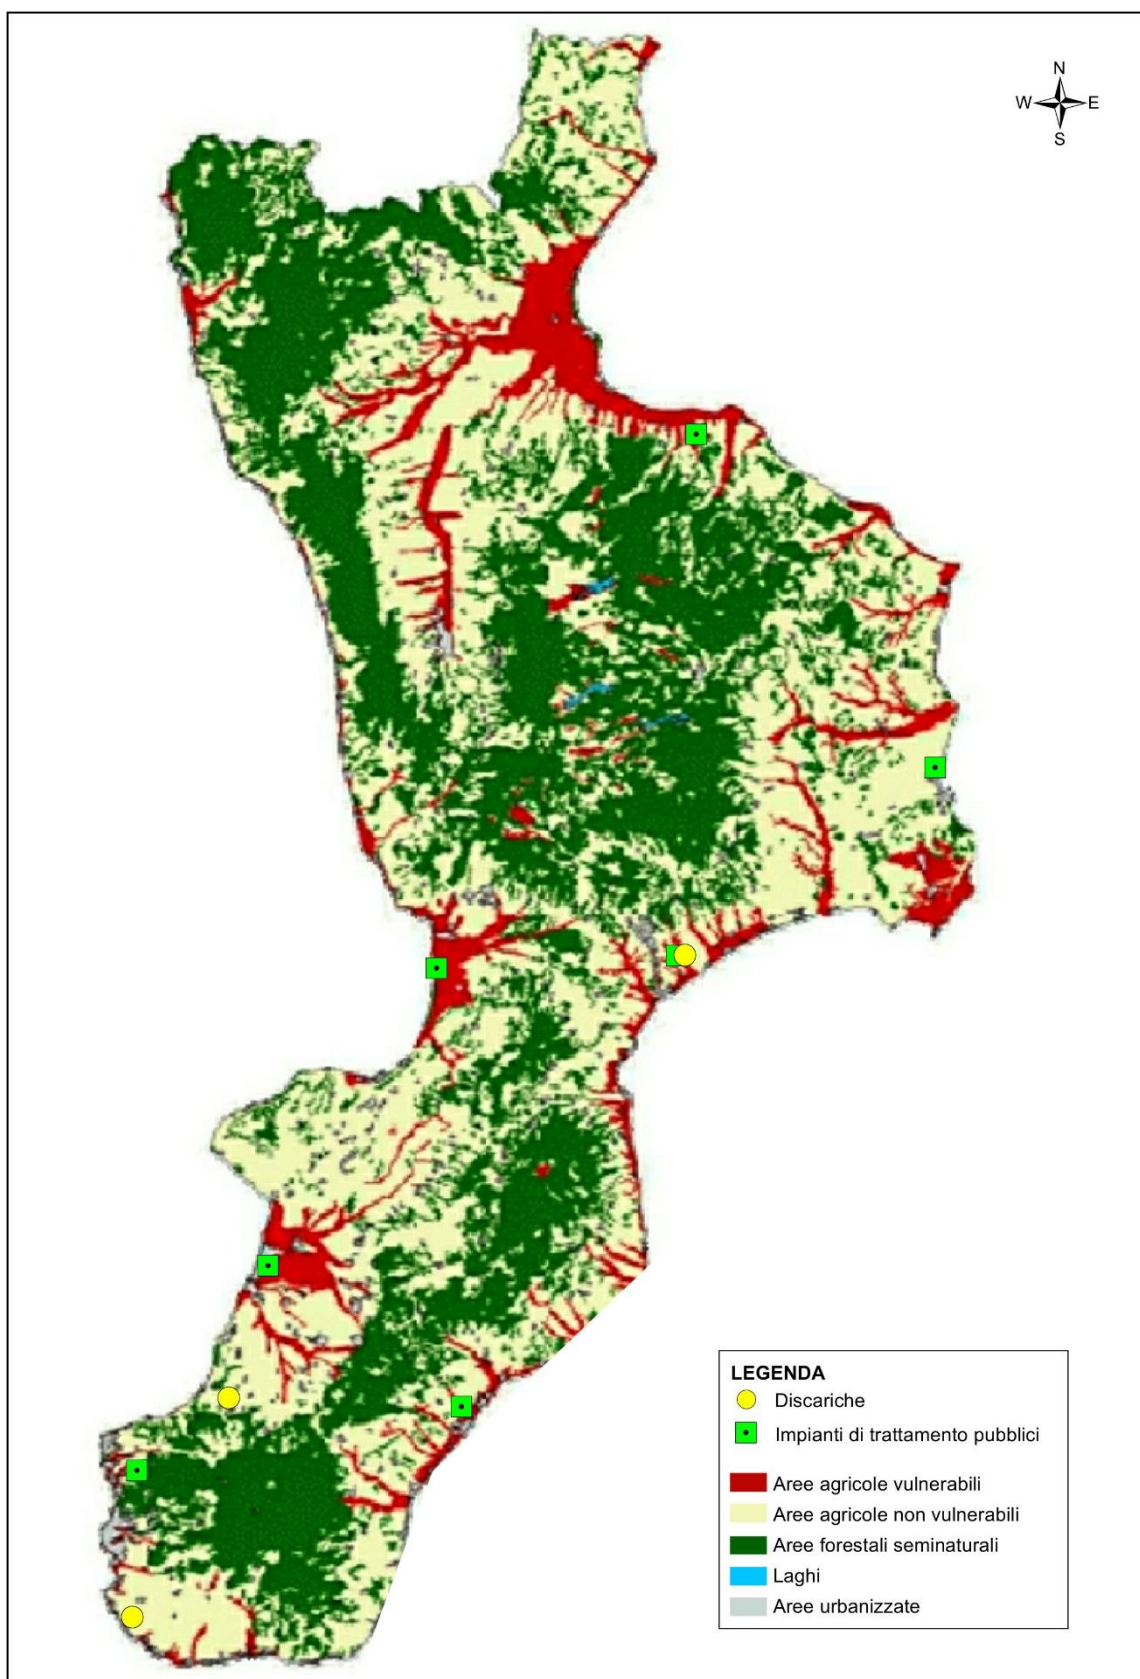 N
W E
S
LEGENDA
Discariche
Impianti di trattamento pubblici
Aree agricole vulnerabili
Aree agricole non vulnerabili
Aree forestali seminaturali
Laghi
Aree urbanizzate